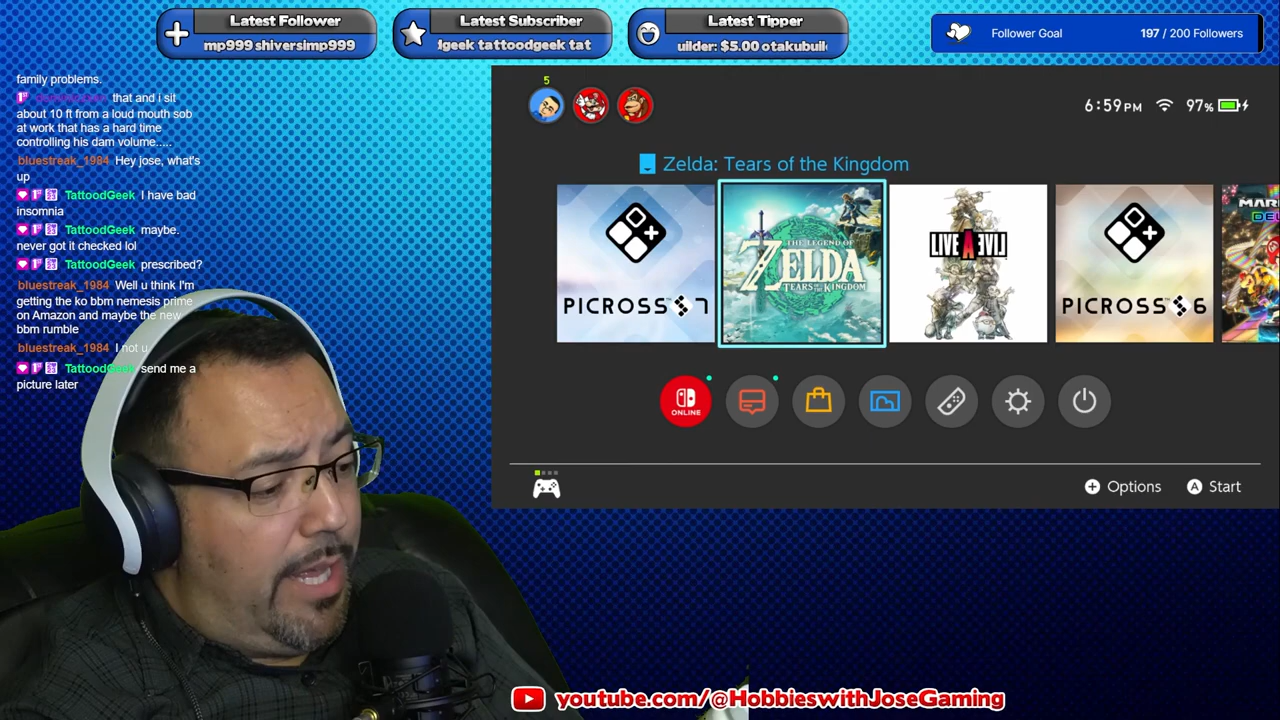 Latest Follower
mp999 shiversimp999
Latest Subscriber
geek tattoodgeek tat
Latest Tipper
uilder: $5.00 otakubuil
Follower Goal
197 / 200 Followers
family problems.
that and i sit
about 10 ft from a loud mouth sob
at work that has a hard time
controlling his dam volume.....
bluestreak_1984 Hey jose, what's
up
TattoodGeek I have bad
insomnia
TattoodGeek maybe.
never got it checked lol
TattoodGeek prescribed?
bluestreak_1984 Well u think I'm
getting the ko bbm nemesis prime
on Amazon and maybe the new
bbm rumble
bluestreak_1984 I not u
TattoodGeek send me a
picture later
5
6:59PM
97%
Zelda: Tears of the Kingdom
PICROSS 7
THE LEGEND OF
ZELDA
TEARS OF THE KINGDOM
LIVE A LIVE
PICROSS 6
MAR
DEL
ONLINE
Options
A Start
youtube.com/@HobbieswithJoseGaming